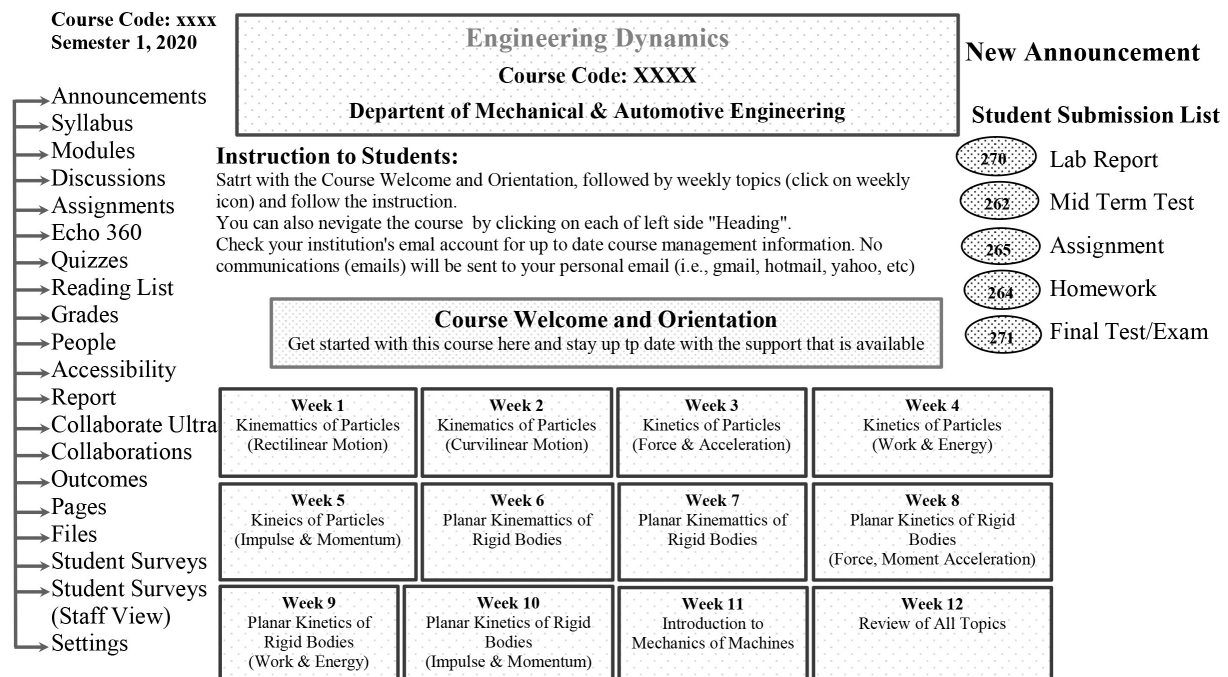 Course Code: xxxx
Semester 1, 2020
Announcements
Syllabus
Modules
Discussions
Assignments
Echo 360
Quizzes
Reading List
Grades
People
Accessibility
Report
Collaborate Ultra
Collaborations
Outcomes
Pages
Files
Student Surveys
Student Surveys
(Staff View)
Settings
Engineering Dynamics
Course Code: XXXX
Departent of Mechanical & Automotive Engineering
Instruction to Students:
Satrt with the Course Welcome and Orientation, followed by weekly topics (click on weekly
icon) and follow the instruction.
You can also nevigate the course by clicking on each of left side "Heading".
Check your institution's emal account for up to date course management information. No
communications (emails) will be sent to your personal email (i.e., gmail, hotmail, yahoo, etc)
Course Welcome and Orientation
Get started with this course here and stay up tp date with the support that is available
New Announcement
Student Submission List
270 Lab Report
262 Mid Term Test
265 Assignment
264 Homework
271 Final Test/Exam
Week 1
Kinemattics of Particles
(Rectilinear Motion)
Week 2
Kinematics of Particles
(Curvilinear Motion)
Week 3
Kinetics of Particles
(Force & Acceleration)
Week 4
Kinetics of Particles
(Work & Energy)
Week 5
Kineics of Particles
(Impulse & Momentum)
Week 6
Planar Kinemattics of
Rigid Bodies
Week 7
Planar Kinemattics of
Rigid Bodies
Week 8
Planar Kinetics of Rigid
Bodies
(Force, Moment Acceleration)
Week 9
Planar Kinetics of
Rigid Bodies
(Work & Energy)
Week 10
Planar Kinetics of Rigid
Bodies
(Impulse & Momentum)
Week 11
Introduction to
Mechanics of Machines
Week 12
Review of All Topics